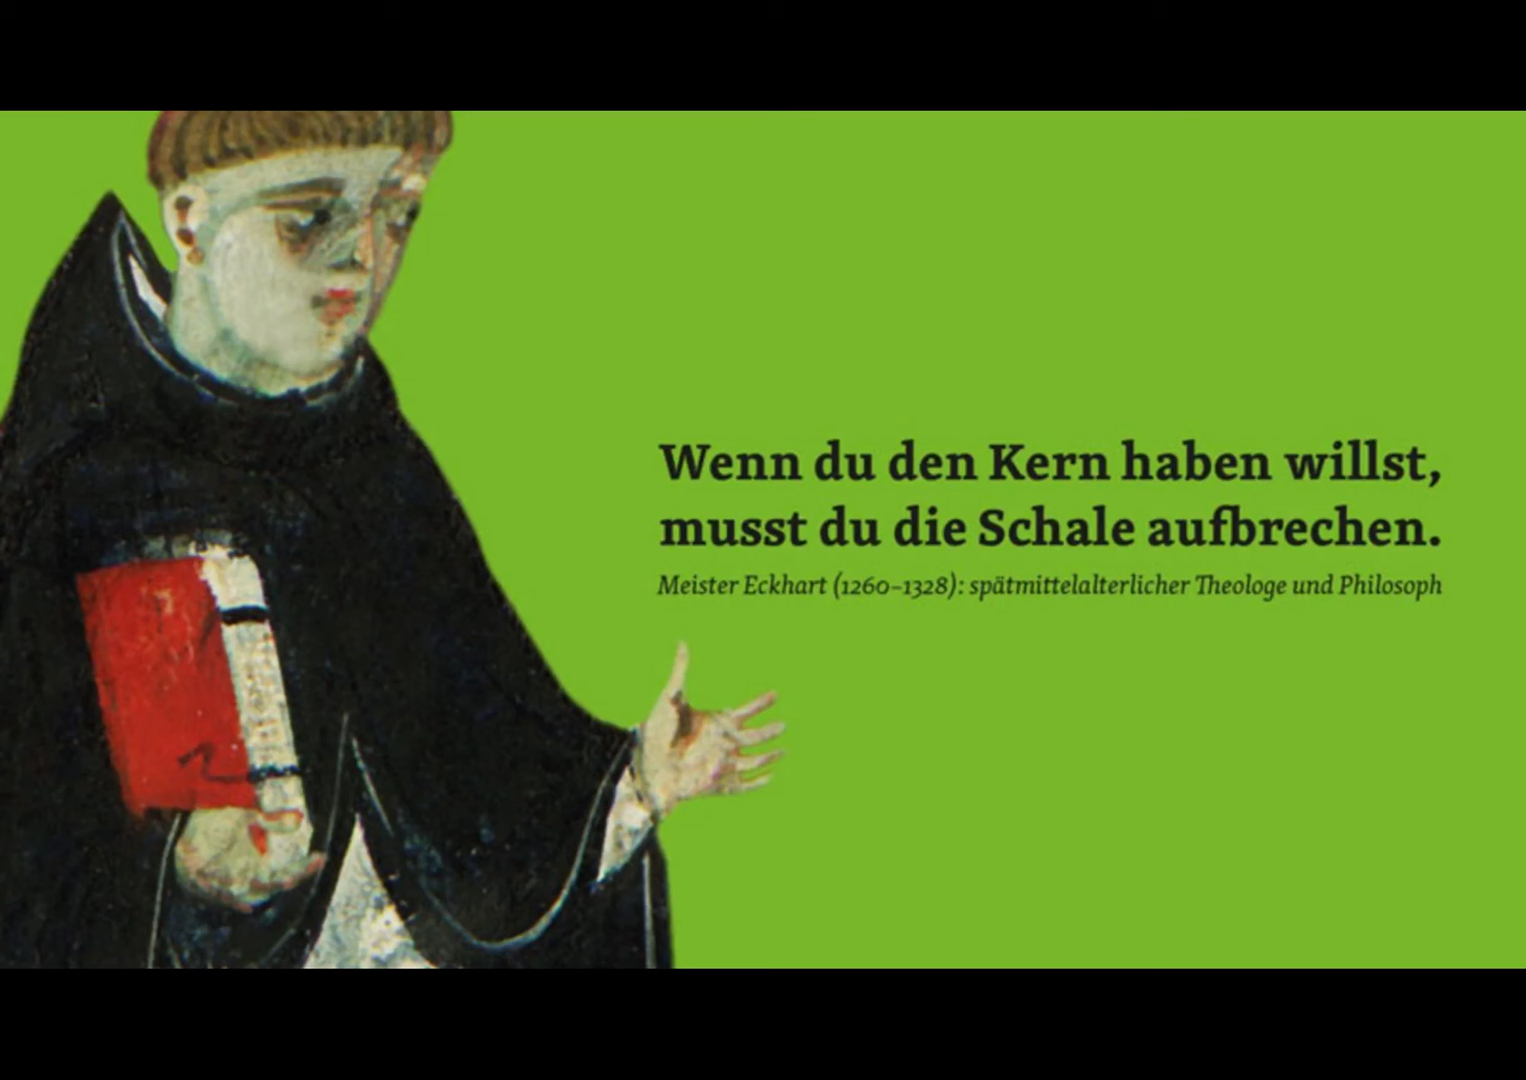 Wenn du den Kern haben willst,
musst du die Schale aufbrechen.
Meister Eckhart (1260–1328): spätmittelalterlicher Theologe und Philosoph